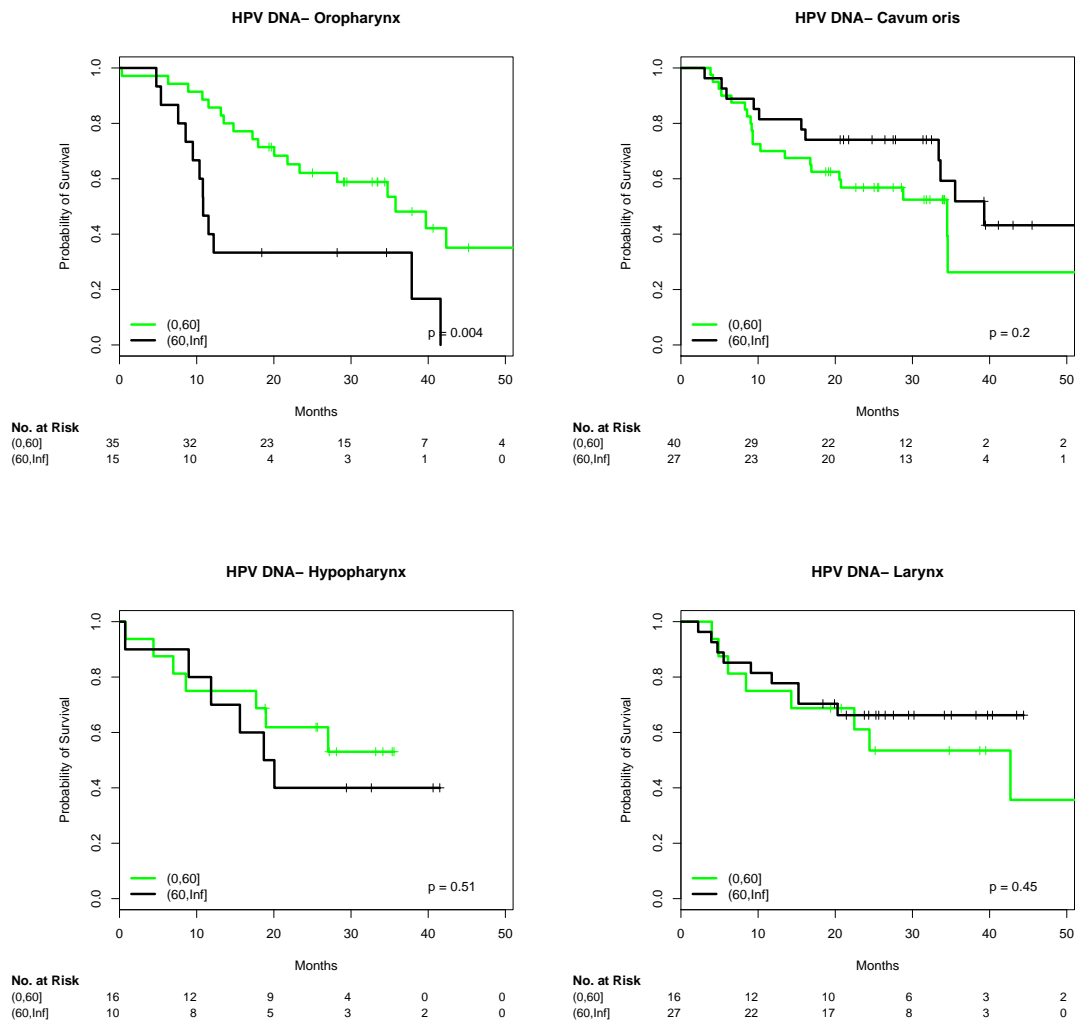 HPV DNA− Oropharynx
Probability of Survival
0.0 0.2 0.4 0.6 0.8 1.0
(0,60]
(60,Inf]
p = 0.004
0 10 20 30 40 50
Months
No. at Risk
(0,60] 35 32 23 15 7 4
(60,Inf] 15 10 4 3 1 0
HPV DNA− Cavum oris
Probability of Survival
0.0 0.2 0.4 0.6 0.8 1.0
(0,60]
(60,Inf]
p = 0.2
0 10 20 30 40 50
Months
No. at Risk
(0,60] 40 29 22 12 2 2
(60,Inf] 27 23 20 13 4 1
HPV DNA− Hypopharynx
Probability of Survival
0.0 0.2 0.4 0.6 0.8 1.0
(0,60]
(60,Inf]
p = 0.51
0 10 20 30 40 50
Months
No. at Risk
(0,60] 16 12 9 4 0 0
(60,Inf] 10 8 5 3 2 0
HPV DNA− Larynx
Probability of Survival
0.0 0.2 0.4 0.6 0.8 1.0
(0,60]
(60,Inf]
p = 0.45
0 10 20 30 40 50
Months
No. at Risk
(0,60] 16 12 10 6 3 2
(60,Inf] 27 22 17 8 3 0